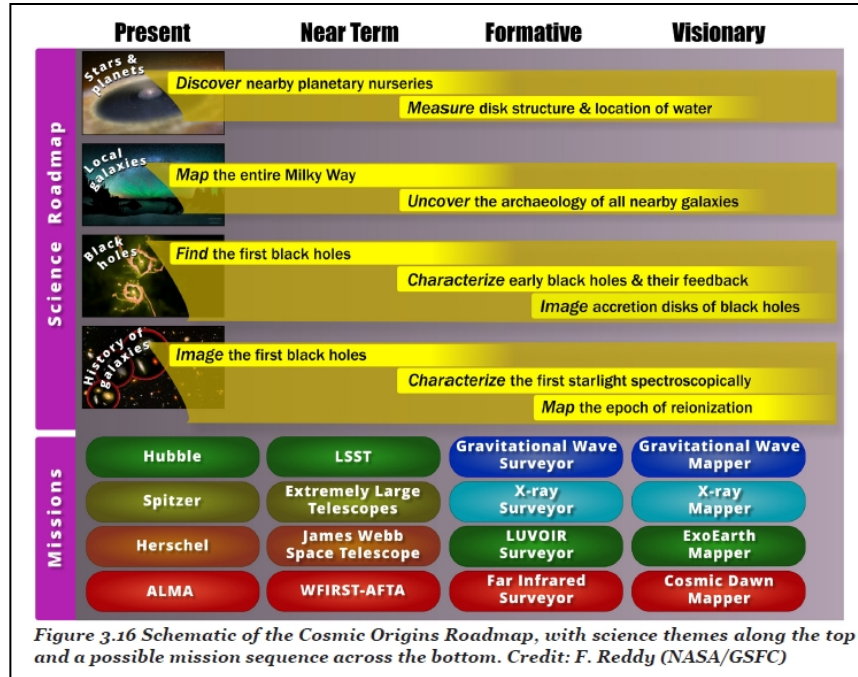 Present Near Term Formative Visionary
Science Roadmap
Stars & planets
Discover nearby planetary nurseries
Measure disk structure & location of water
Local galaxies
Map the entire Milky Way
Uncover the archaeology of all nearby galaxies
Black holes
Find the first black holes
Characterize early black holes & their feedback
Image accretion disks of black holes
History of galaxies
Image the first black holes
Characterize the first starlight spectroscopically
Map the epoch of reionization
Missions
Hubble LSST Gravitational Wave Surveyor Gravitational Wave Mapper
Spitzer Extremely Large Telescopes X-ray Surveyor X-ray Mapper
Herschel James Webb Space Telescope LUVOIR Surveyor ExoEarth Mapper
ALMA WFIRST-AFTA Far Infrared Surveyor Cosmic Dawn Mapper
Figure 3.16 Schematic of the Cosmic Origins Roadmap, with science themes along the top
and a possible mission sequence across the bottom. Credit: F. Reddy (NASA/GSFC)